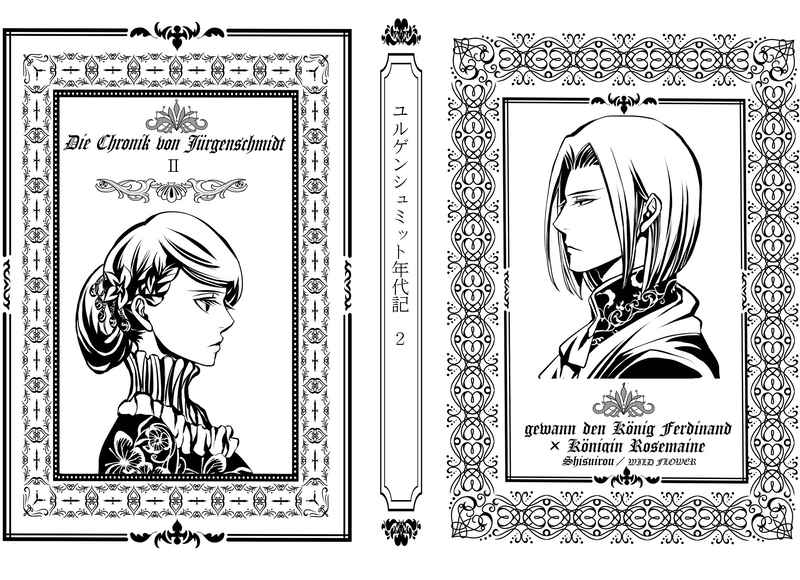 Die Chronik von Jürgenschmidt
II
ユルゲンシュミット年代記 2
gewann den König Ferdinand
× Königin Rosemaine
Shisuirou / WILD FLOWER